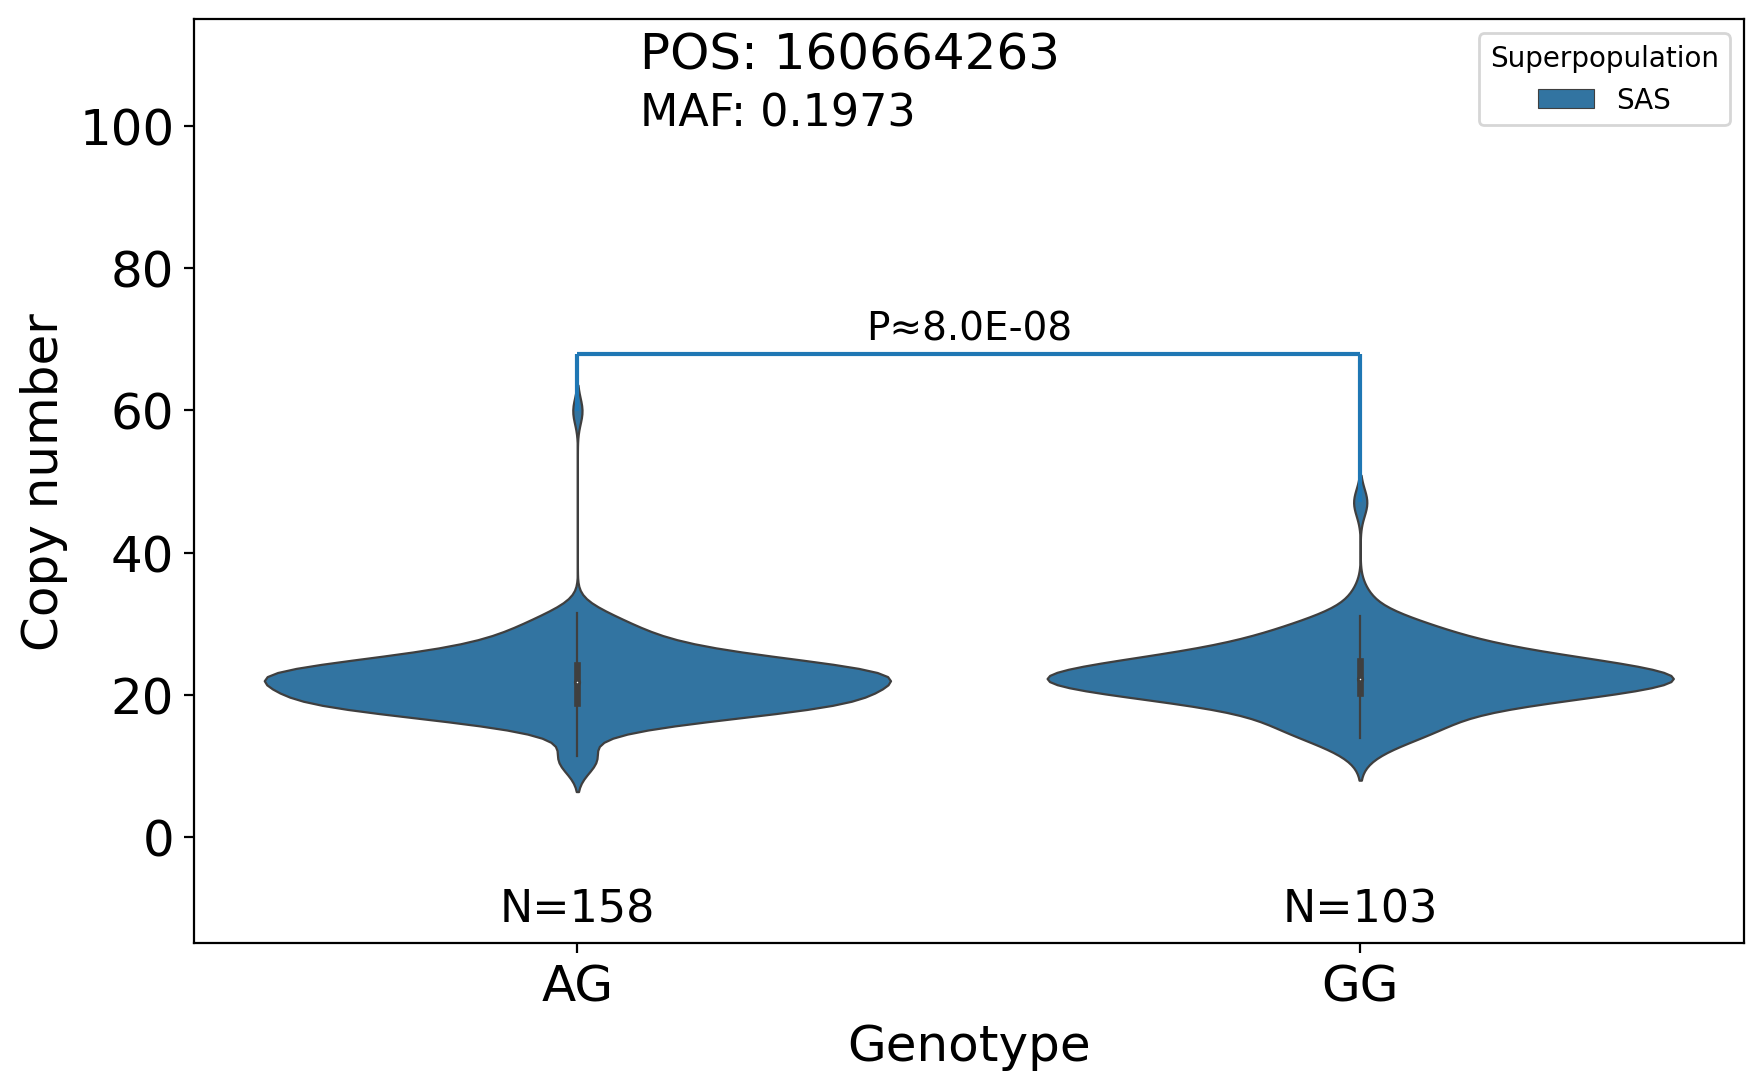 POS: 160664263
MAF: 0.1973
Superpopulation
SAS
100
80
60
40
20
0
Copy number
P≈8.0E-08
N=158
N=103
AG
GG
Genotype